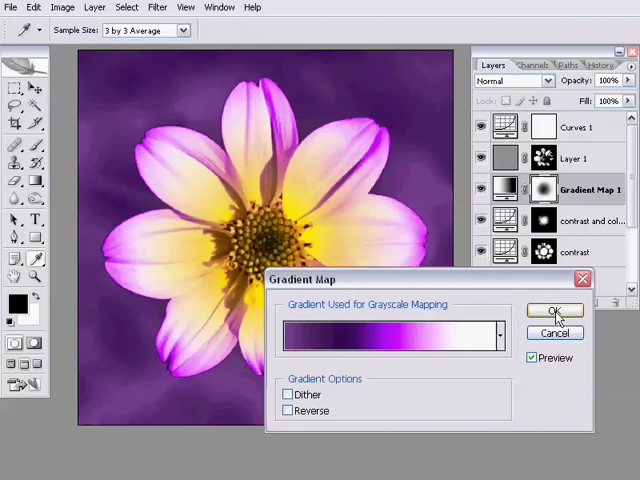 File Edit Image Layer Select Filter View Window Help
Sample Size: 3 by 3 Average
Layers Channels Paths History
Normal Opacity: 100%
Lock: Fill: 100%
Curves 1
Layer 1
Gradient Map 1
contrast and col...
contrast
Gradient Map
Gradient Used for Grayscale Mapping
OK
Cancel
Preview
Gradient Options
Dither
Reverse